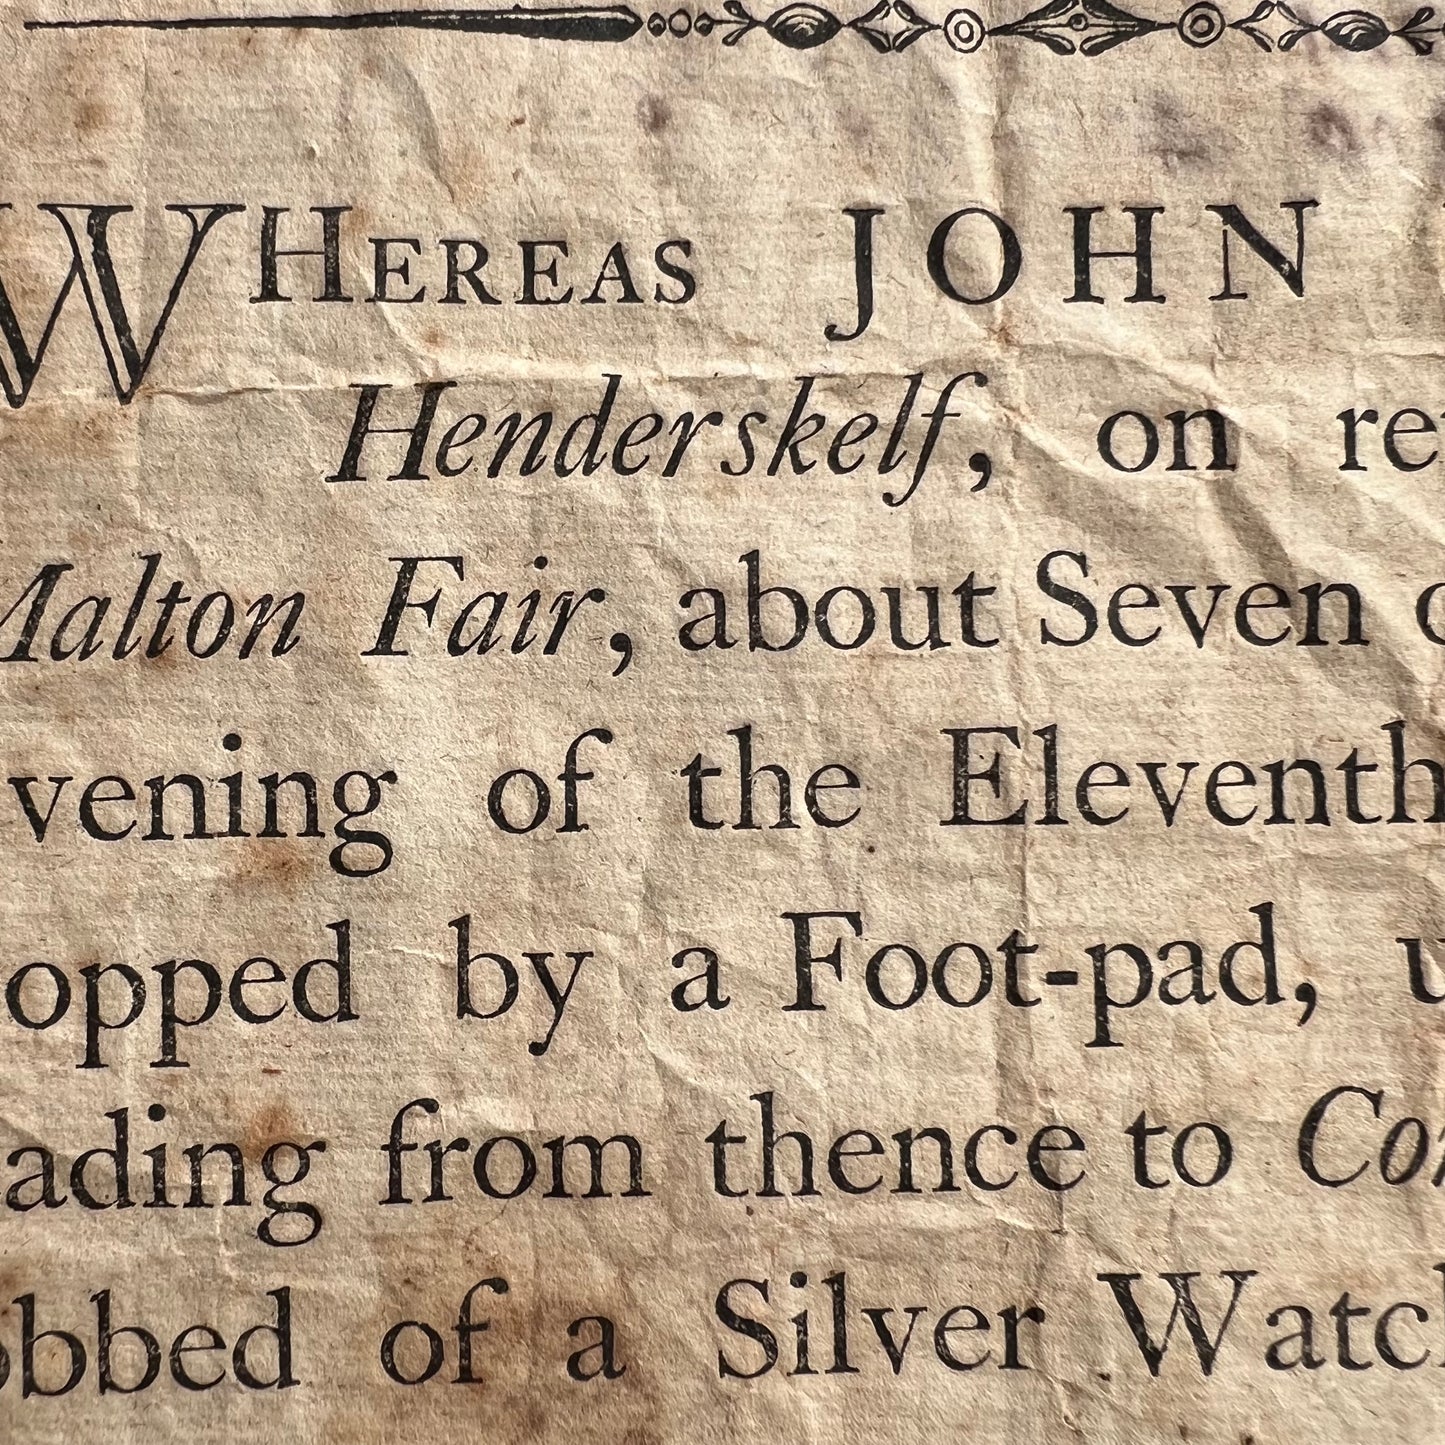 WHEREAS JOHN
Henderskelf, on
Malton Fair, about Seven
vening of the Eleventh
opped by a Foot-pad,
ading from thence to
bbed of a Silver Watch